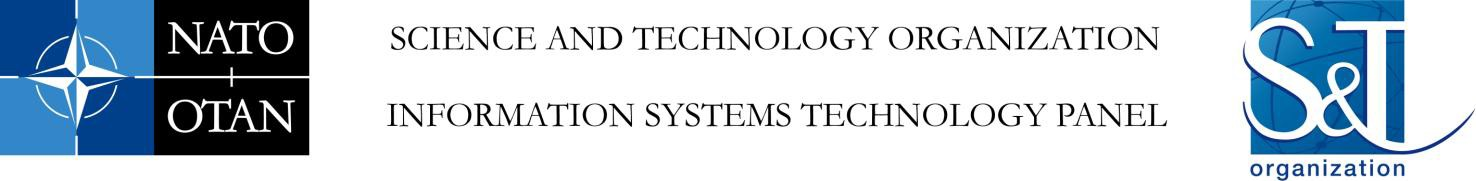 NATO
OTAN
SCIENCE AND TECHNOLOGY ORGANIZATION
INFORMATION SYSTEMS TECHNOLOGY PANEL
S&T
organization